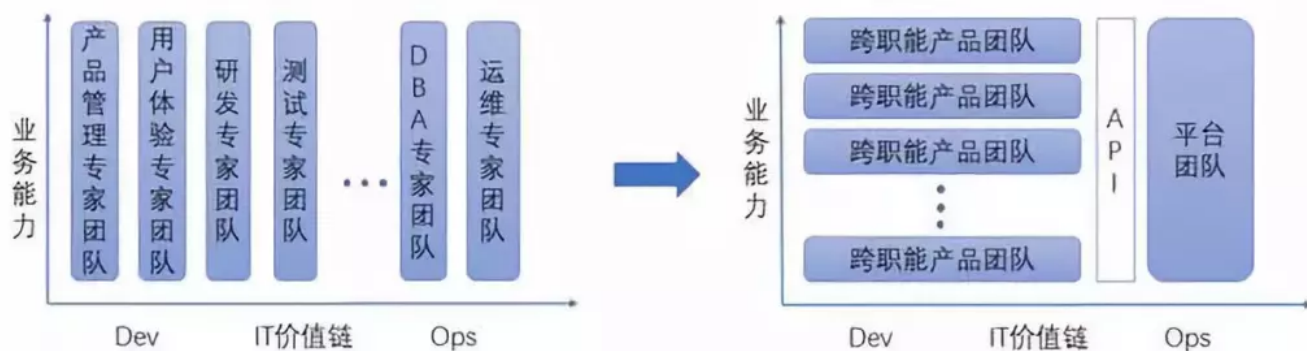 业务能力
产品管理专家团队
用户体验专家团队
研发专家团队
测试专家团队
...
DBA专家团队
运维专家团队
Dev
IT价值链
Ops
业务能力
跨职能产品团队
跨职能产品团队
跨职能产品团队
跨职能产品团队
API
平台
团队
Dev
IT价值链
Ops